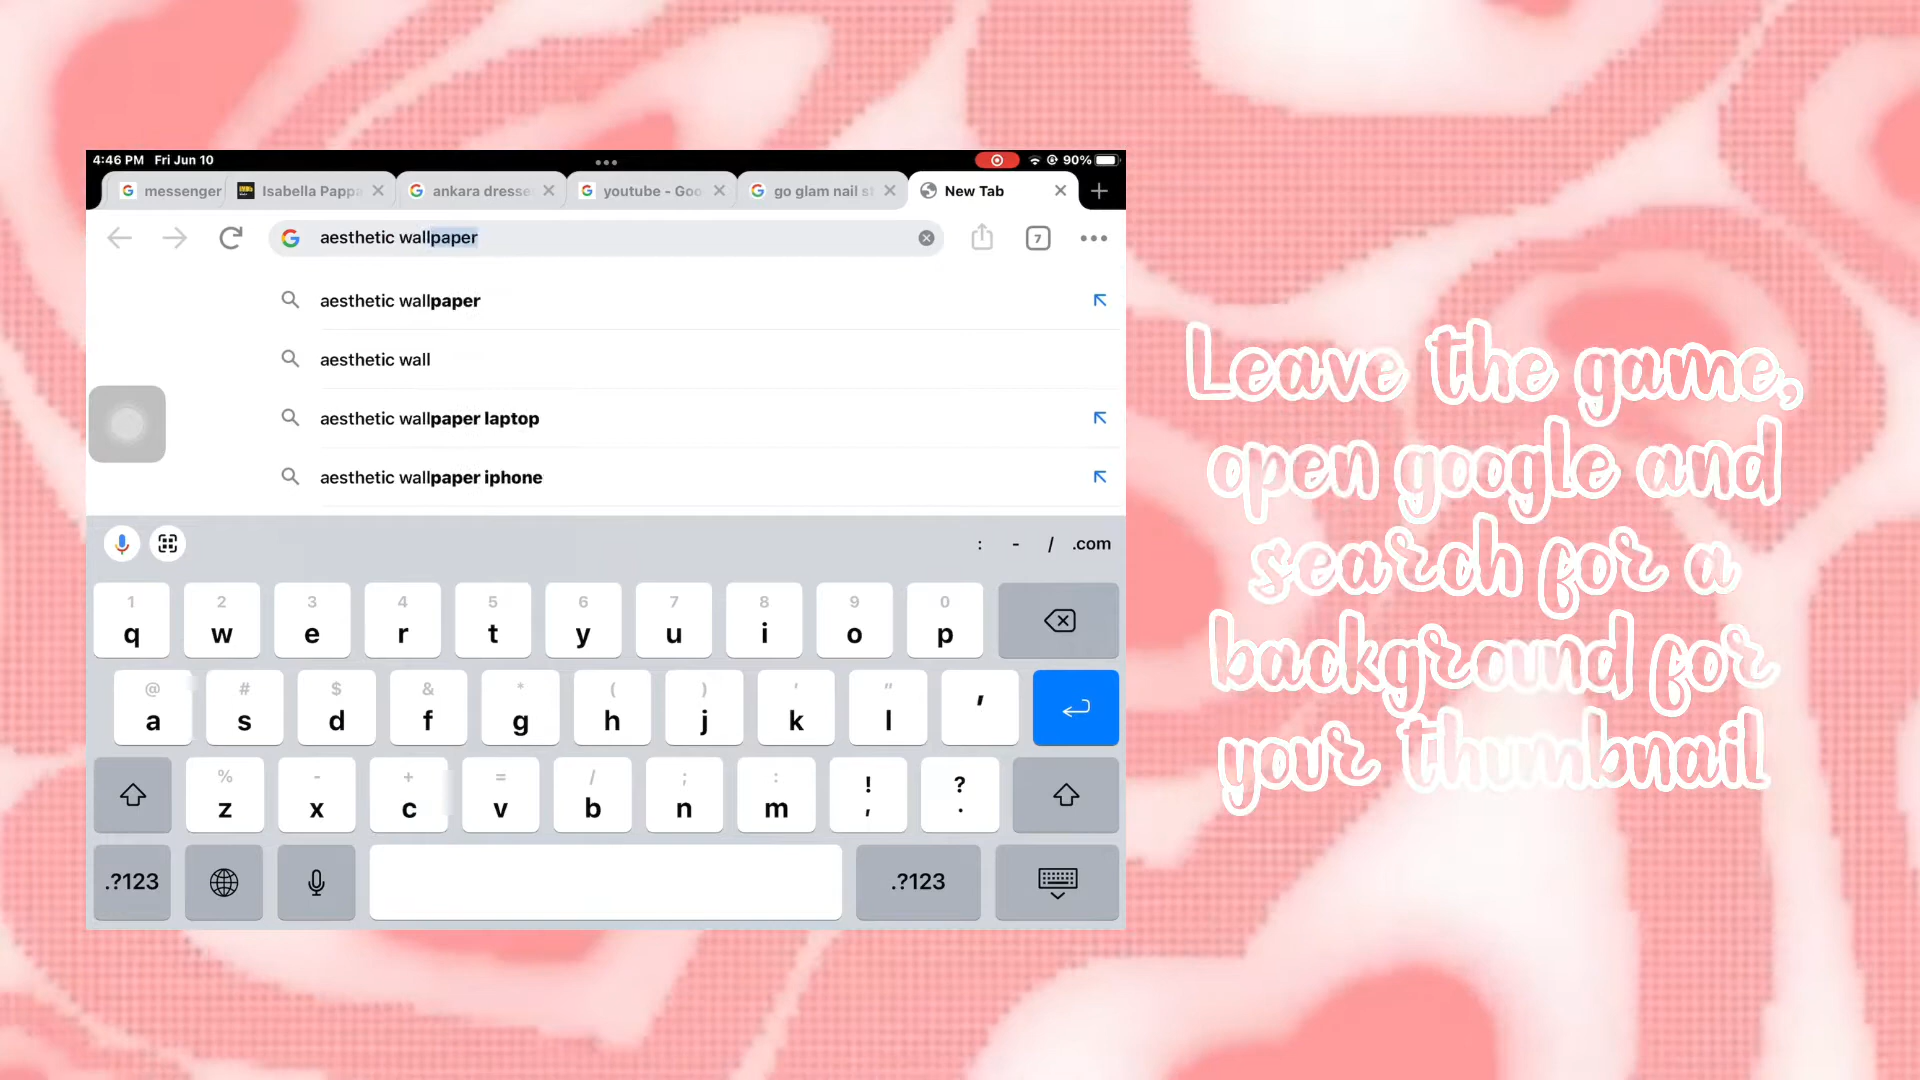 4:46 PM Fri Jun 10
90%
messenger
Isabella Pappa
ankara dresse
youtube - Goo
go glam nail st
New Tab
aesthetic wallpaper
7
aesthetic wallpaper
aesthetic wall
aesthetic wallpaper laptop
aesthetic wallpaper iphone
: - / .com
1 2 3 4 5 6 7 8 9 0
q w e r t y u i o p
@ # $ & * ( ) ' "
a s d f g h j k l '
% - + = / ; : ! ?
z x c v b n m , .
.?123 .?123
Leave the game,
open google and
search for a
background for
your thumbnail